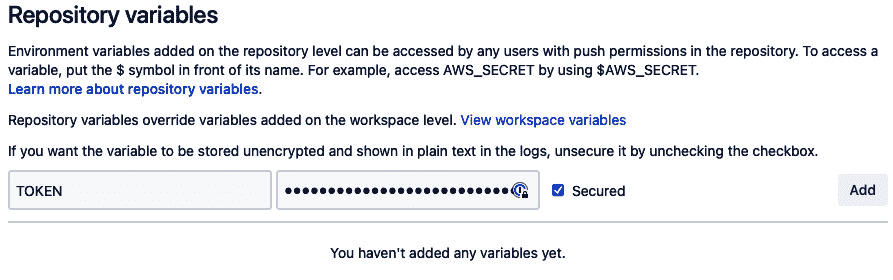 Repository variables
Environment variables added on the repository level can be accessed by any users with push permissions in the repository. To access a
variable, put the $ symbol in front of its name. For example, access AWS_SECRET by using $AWS_SECRET.
Learn more about repository variables.
Repository variables override variables added on the workspace level. View workspace variables
If you want the variable to be stored unencrypted and shown in plain text in the logs, unsecure it by unchecking the checkbox.
TOKEN Secured Add
You haven't added any variables yet.